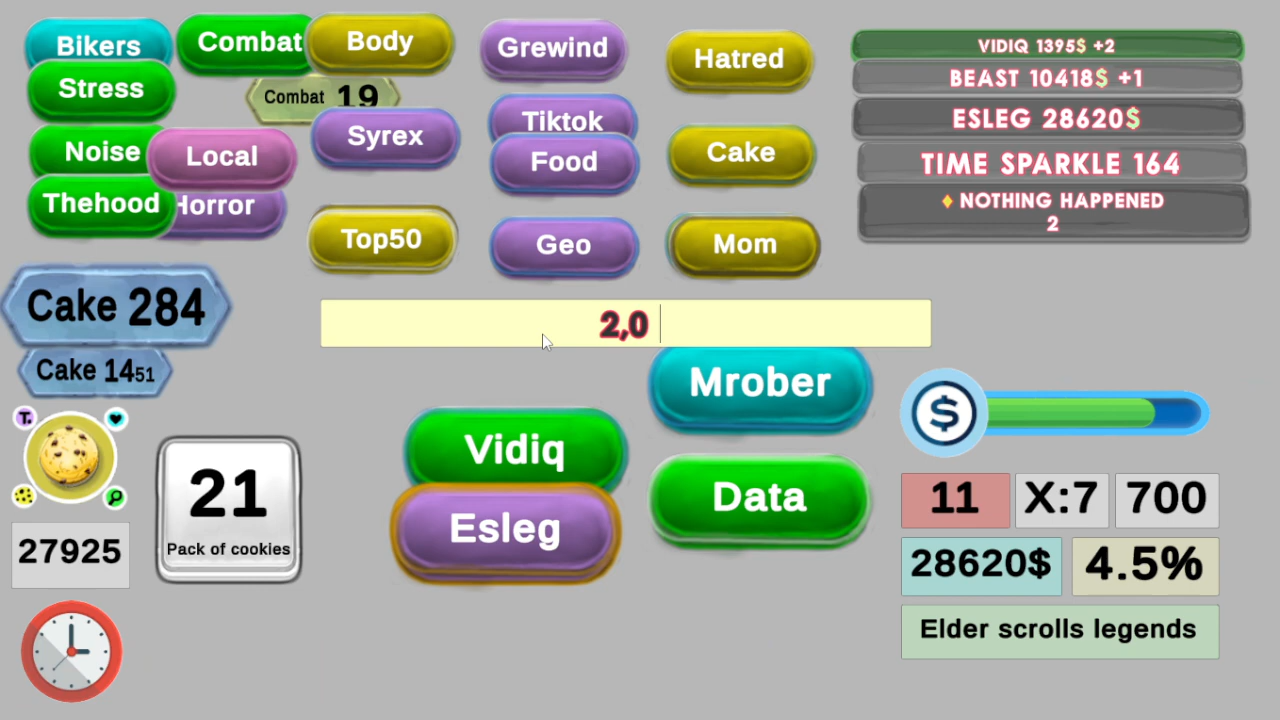 Bikers
Combat
Body
Stress
Combat 19
Grewind
Hatred
Syrex
Tiktok
Noise
Local
Food
Cake
Thehood
Horror
Top50
Geo
Mom
VIDIQ 1395$ +2
BEAST 10418$ +1
ESLEG 28620$
TIME SPARKLE 164
NOTHING HAPPENED
2
Cake 284
Cake 1451
2,0
Mrober
Vidiq
Data
Esleg
T.
21
Pack of cookies
27925
$
11
X:7
700
28620$
4.5%
Elder scrolls legends